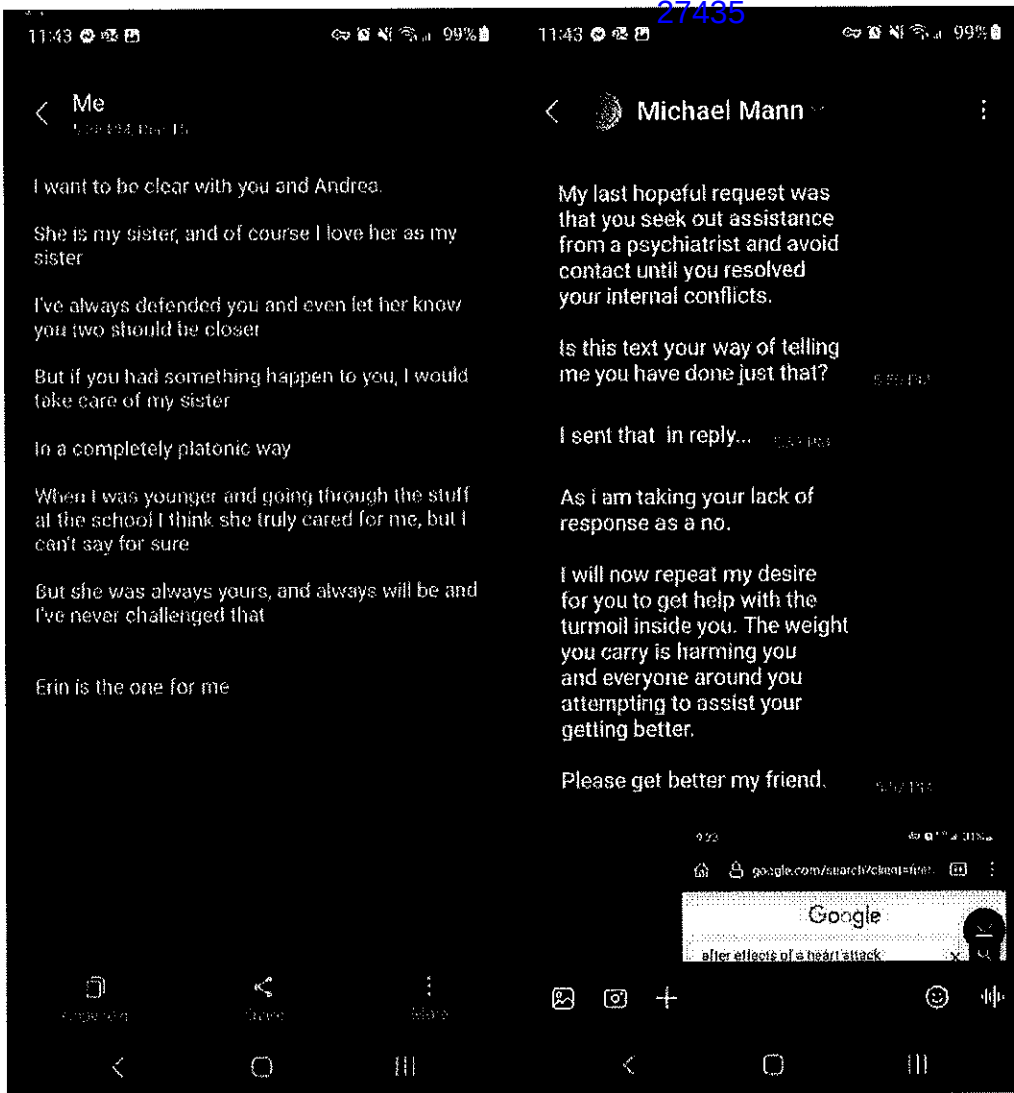 27435
11:43
99%
Me
I want to be clear with you and Andrea.
She is my sister, and of course I love her as my
sister
I've always defended you and even let her know
you two should be closer
But if you had something happen to you, I would
take care of my sister
In a completely platonic way
When I was younger and going through the stuff
at the school I think she truly cared for me, but I
can't say for sure
But she was always yours, and always will be and
I've never challenged that
Erin is the one for me
Share
More
11:43
99%
Michael Mann
My last hopeful request was
that you seek out assistance
from a psychiatrist and avoid
contact until you resolved
your internal conflicts.
Is this text your way of telling
me you have done just that?
I sent that in reply...
As i am taking your lack of
response as a no.
I will now repeat my desire
for you to get help with the
turmoil inside you. The weight
you carry is harming you
and everyone around you
attempting to assist your
getting better.
Please get better my friend.
google.com/search?client=
Google
after effects of a heart attack